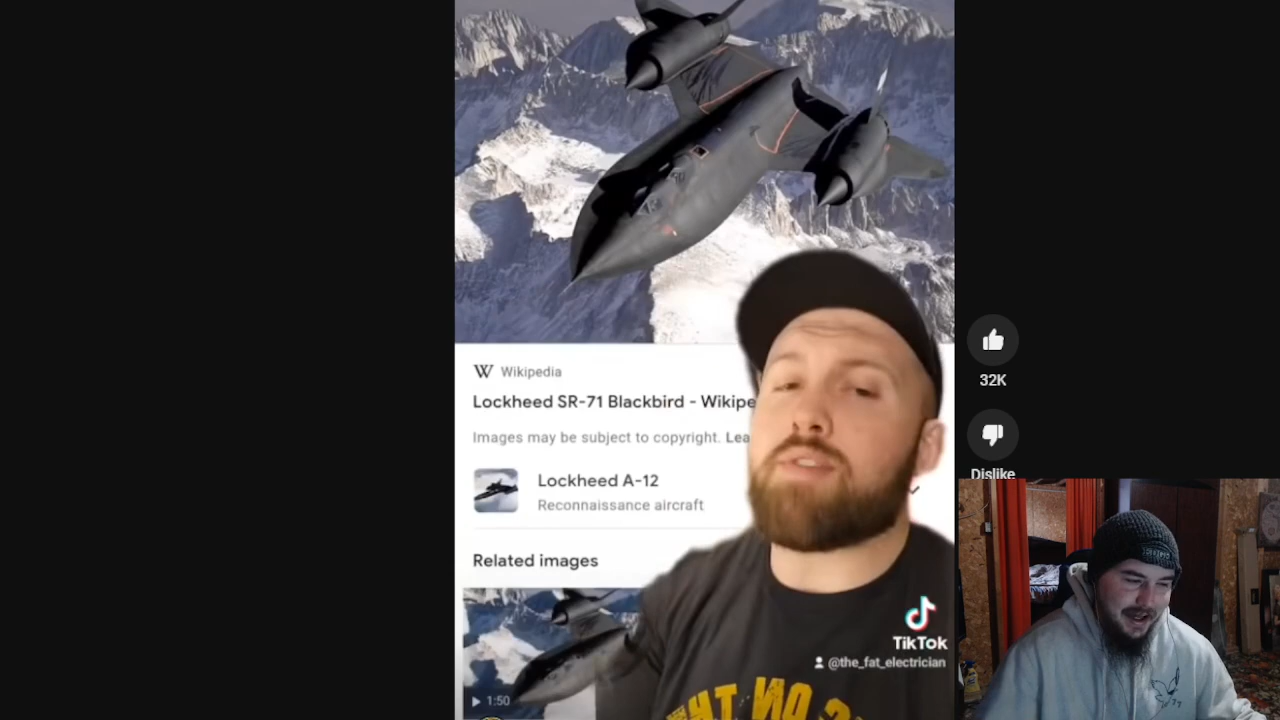 Wikipedia
Lockheed SR-71 Blackbird - Wikipe
Images may be subject to copyright. Lea
Lockheed A-12
Reconnaissance aircraft
Related images
1:50
TikTok
@the_fat_electrician
32K
Dislike